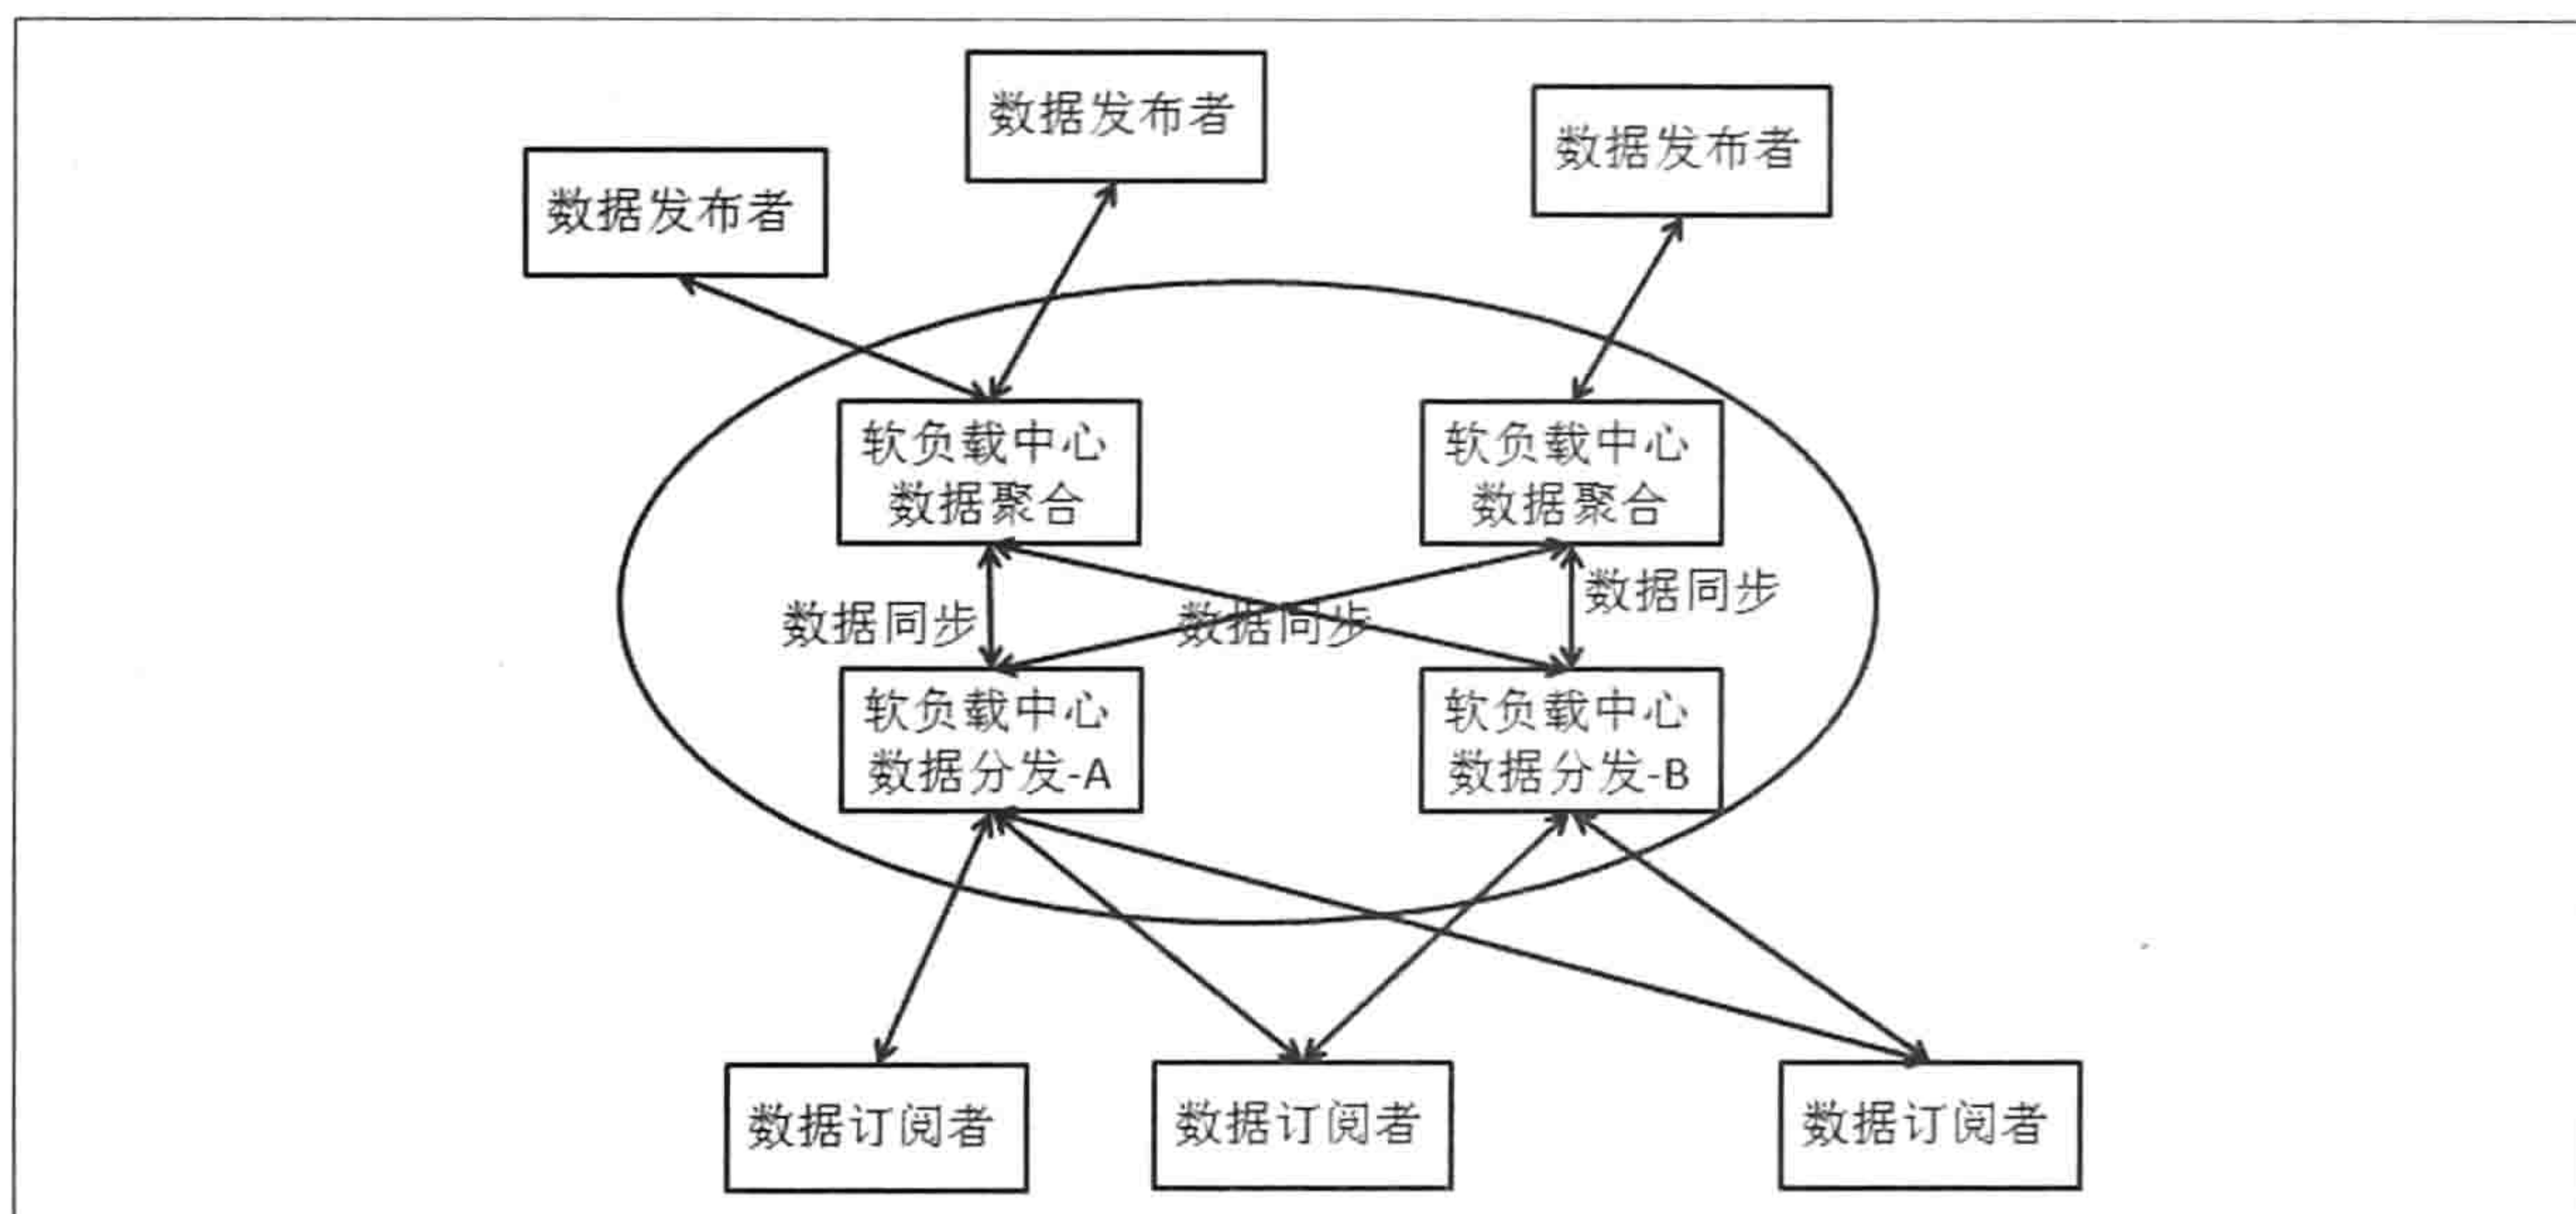 数据发布者
数据发布者
数据发布者
软负载中心
数据聚合
软负载中心
数据聚合
数据同步
数据同步
数据同步
软负载中心
数据分发-A
软负载中心
数据分发-B
数据订阅者
数据订阅者
数据订阅者